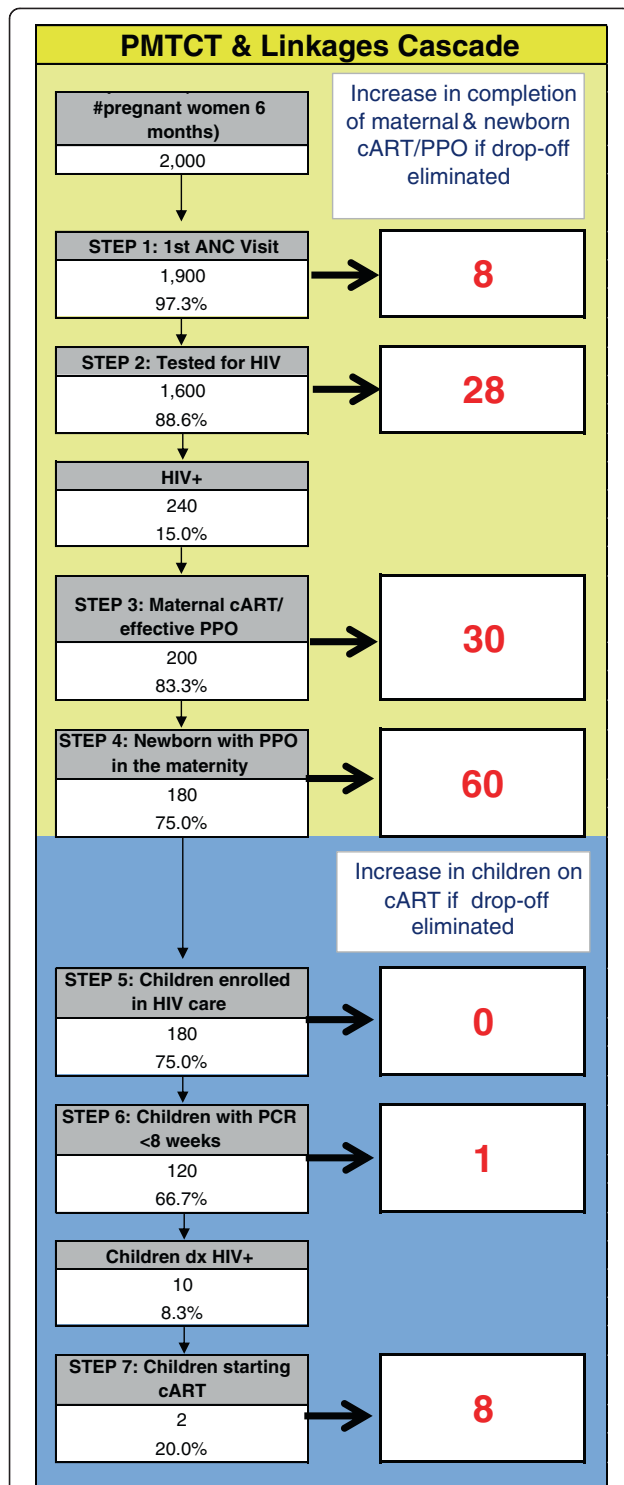 PMTCT & Linkages Cascade
#pregnant women 6
months)
2,000
Increase in completion
of maternal & newborn
cART/PPO if drop-off
eliminated
STEP 1: 1st ANC Visit
1,900
97.3%
8
STEP 2: Tested for HIV
1,600
88.6%
28
HIV+
240
15.0%
STEP 3: Maternal cART/
effective PPO
200
83.3%
30
STEP 4: Newborn with PPO
in the maternity
180
75.0%
60
Increase in children on
cART if drop-off
eliminated
STEP 5: Children enrolled
in HIV care
180
75.0%
0
STEP 6: Children with PCR
<8 weeks
120
66.7%
1
Children dx HIV+
10
8.3%
STEP 7: Children starting
cART
2
20.0%
8